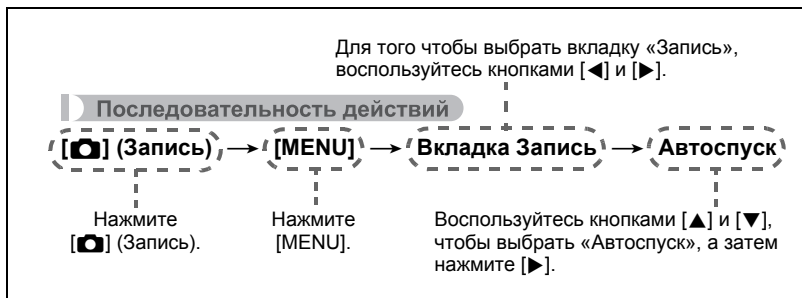 Для того чтобы выбрать вкладку «Запись»,
воспользуйтесь кнопками [◀] и [▶].
Последовательность действий
[📷] (Запись) → [MENU] → Вкладка Запись → Автоспуск
Нажмите
[📷] (Запись).
Нажмите
[MENU].
Воспользуйтесь кнопками [▲] и [▼],
чтобы выбрать «Автоспуск», а затем
нажмите [▶].